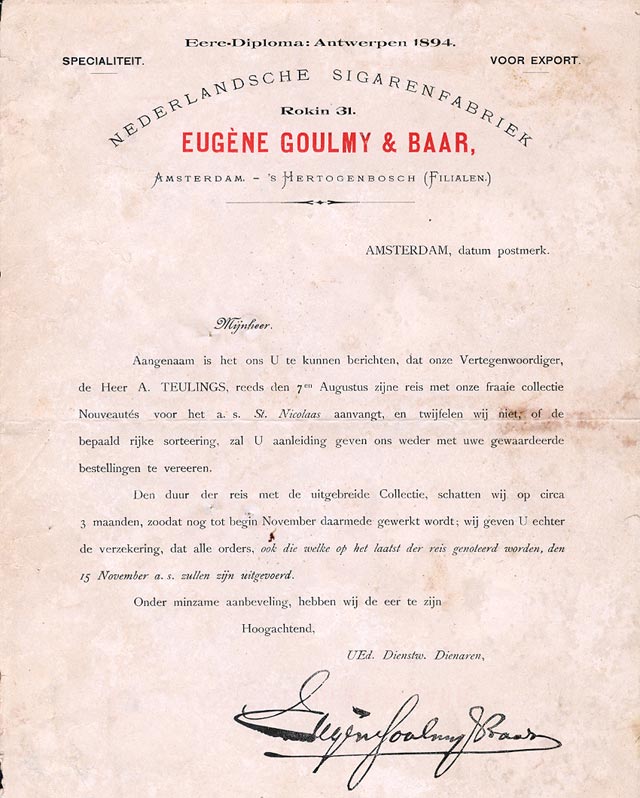 Eere-Diploma: Antwerpen 1894.
SPECIALITEIT.
VOOR EXPORT.
NEDERLANDSCHE SIGARENFABRIEK
Rokin 31.
EUGÈNE GOULMY & BAAR,
AMSTERDAM. - 'S HERTOGENBOSCH (FILIALEN.)
AMSTERDAM, datum postmerk.
Mijnheer.
Aangenaam is het ons U te kunnen berichten, dat onze Vertegenwoordiger,
de Heer A. TEULINGS, reeds den 7en Augustus zijne reis met onze fraaie collectie
Nouveautés voor het a. s. St. Nicolaas aanvangt, en twijfelen wij niet, of de
bepaald rijke sorteering, zal U aanleiding geven ons weder met uwe gewaardeerde
bestellingen te vereeren.
Den duur der reis met de uitgebreide Collectie, schatten wij op circa
3 maanden, zoodat nog tot begin November daarmede gewerkt wordt; wij geven U echter
de verzekering, dat alle orders, ook die welke op het laatst der reis genoteerd worden, den
15 November a. s. zullen zijn uitgevoerd.
Onder minzame aanbeveling, hebben wij de eer te zijn
Hoogachtend,
UEd. Dienstw. Dienaren,
Eugène Goulmy & Baar